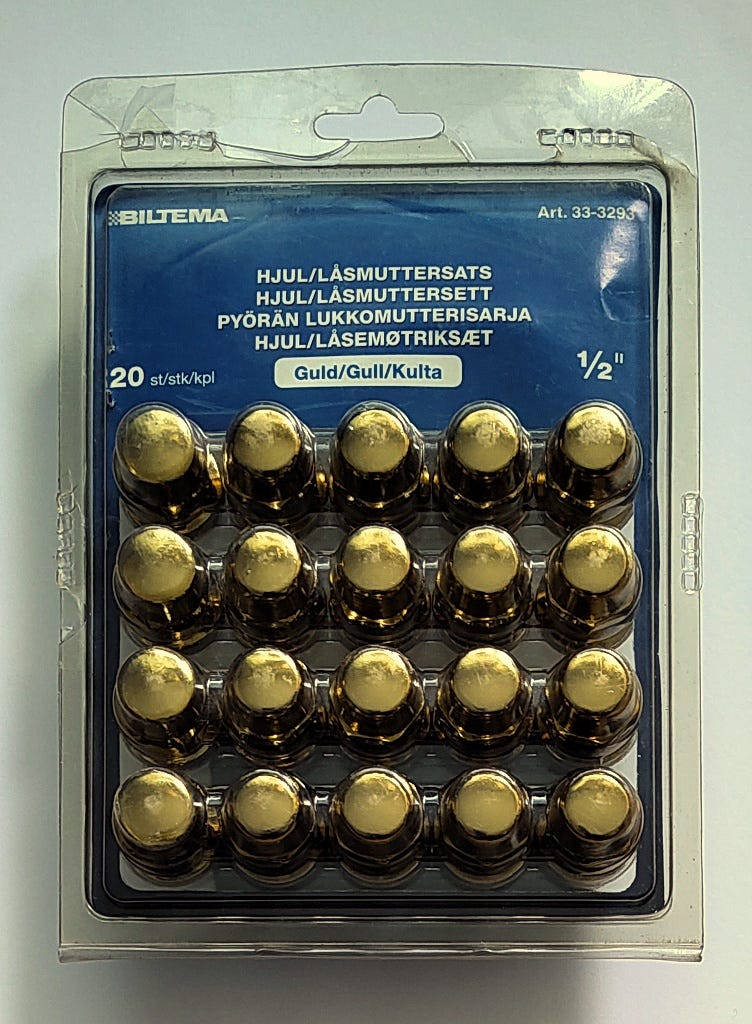 BILTEMA
Art. 33-3293
HJUL/LÅSMUTTERSATS
HJUL/LÅSMUTTERSETT
PYÖRÄN LUKKOMUTTERISARJA
HJUL/LÅSEMØTRIKSÆT
20 st/stk/kpl
Guld/Gull/Kulta
1/2"